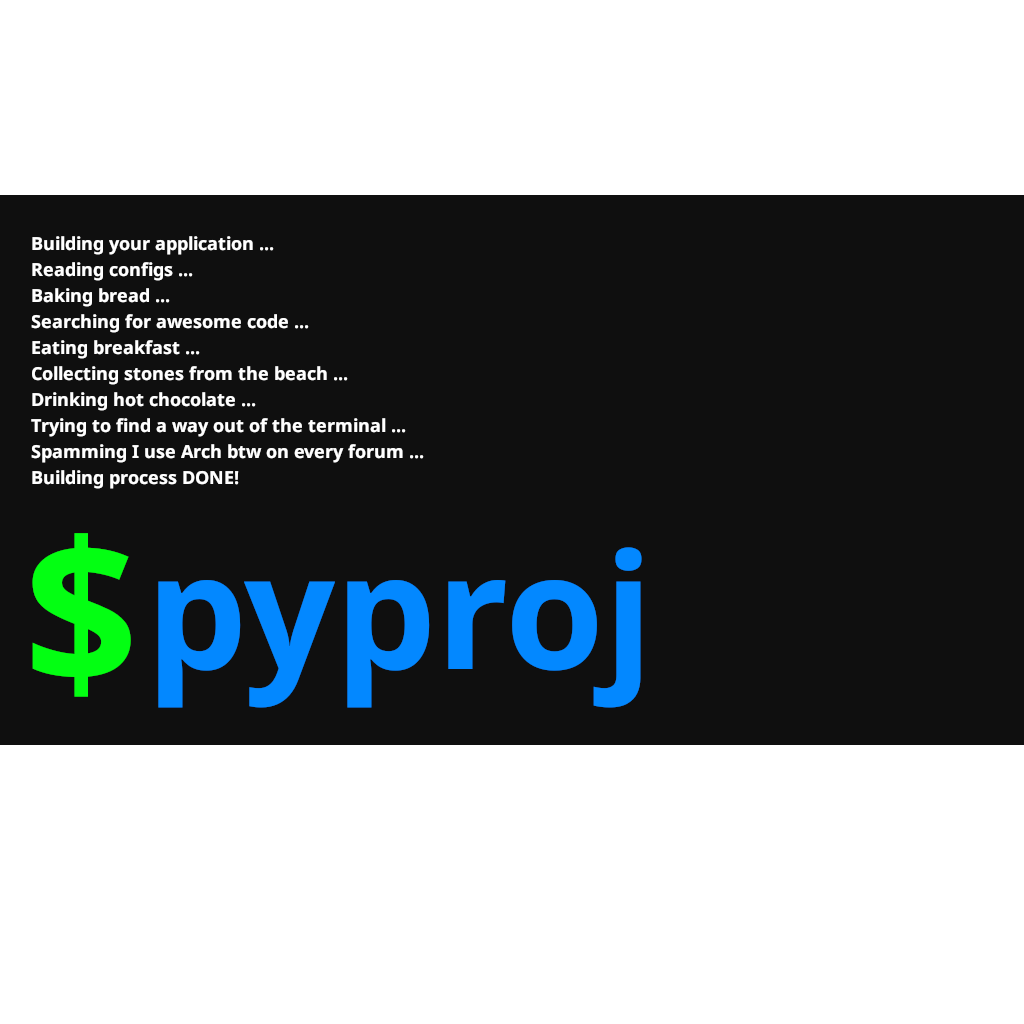 Building your application ...
Reading configs ...
Baking bread ...
Searching for awesome code ...
Eating breakfast ...
Collecting stones from the beach ...
Drinking hot chocolate ...
Trying to find a way out of the terminal ...
Spamming I use Arch btw on every forum ...
Building process DONE!
$ pyproj